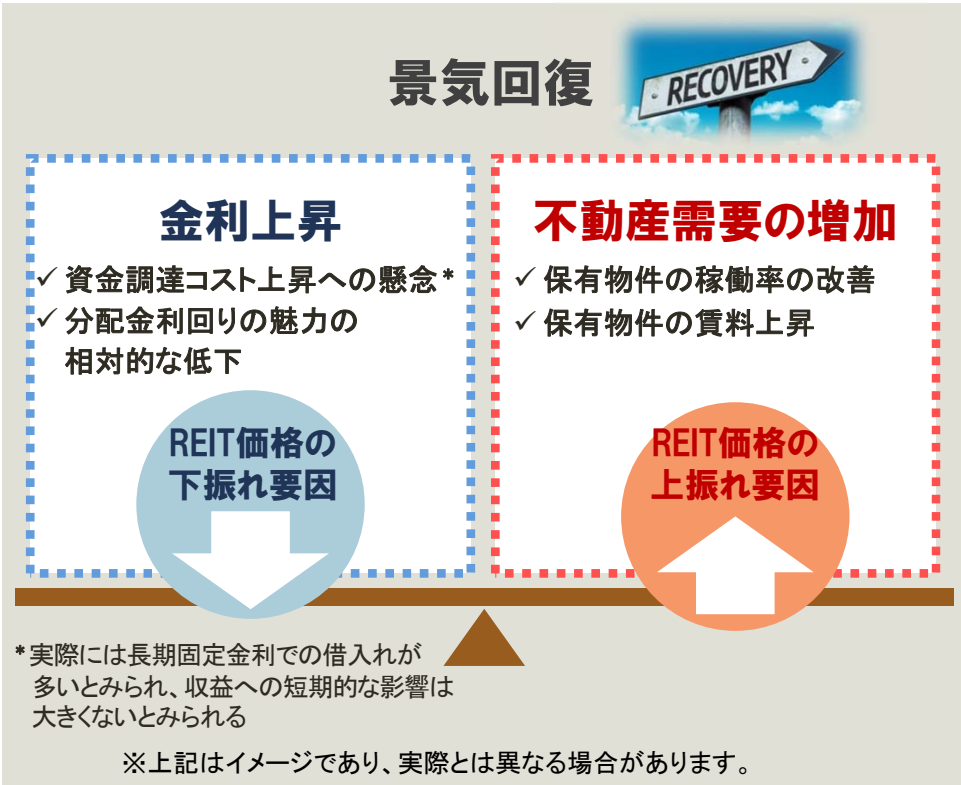 景気回復
RECOVERY
金利上昇
✓ 資金調達コスト上昇への懸念*
✓ 分配金利回りの魅力の
相対的な低下
REIT価格の
下振れ要因
不動産需要の増加
✓ 保有物件の稼働率の改善
✓ 保有物件の賃料上昇
REIT価格の
上振れ要因
*実際には長期固定金利での借入れが
多いとみられ、収益への短期的な影響は
大きくないとみられる
※上記はイメージであり、実際とは異なる場合があります。